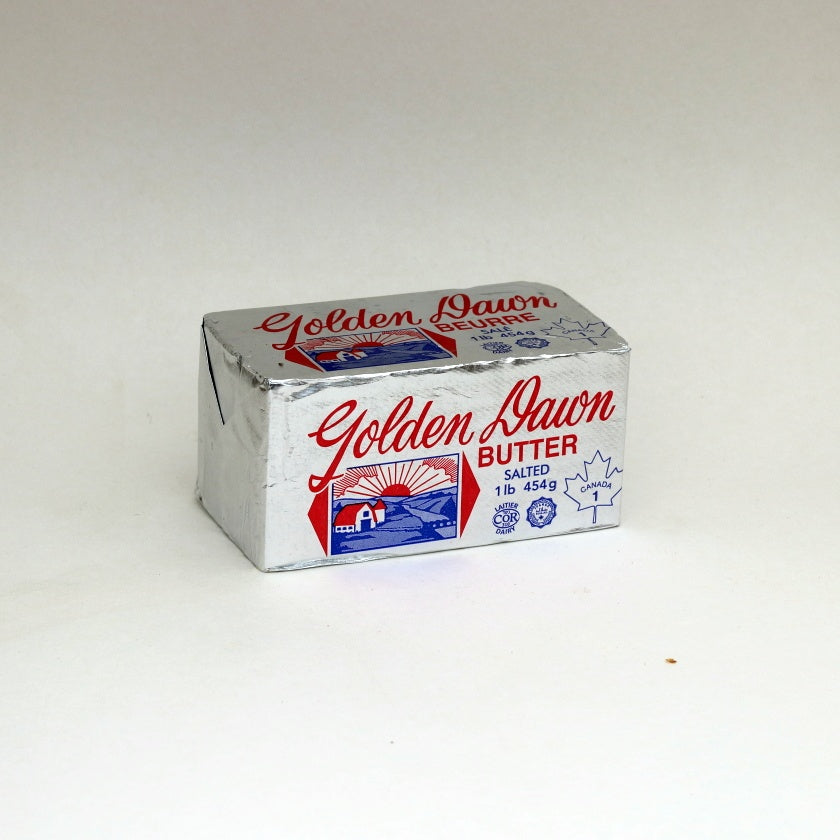 Golden Dawn
BEURRE
SALÉ
1 lb 454g
CANADA
Golden Dawn
BUTTER
SALTED
1 lb 454g
CANADA
1
LAITIER
COR
DAIRY